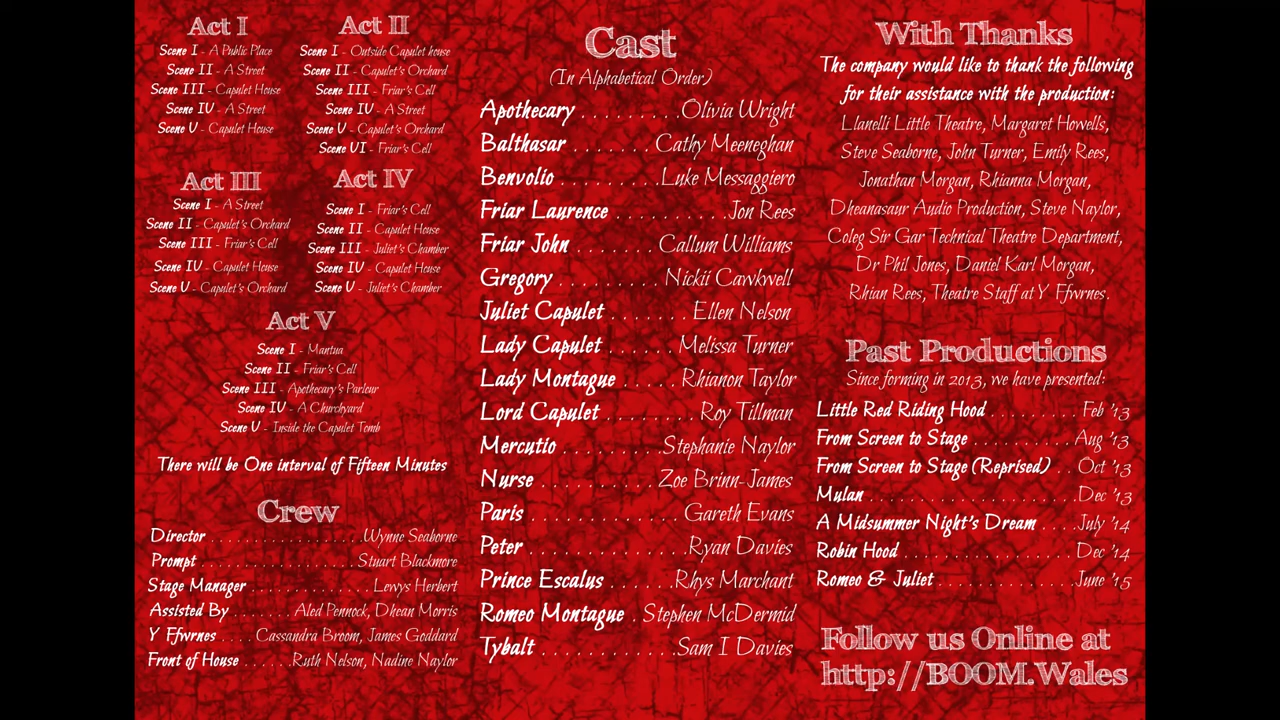 Act I
Scene I - A Public Place
Scene II - A Street
Scene III - Capulet House
Scene IV - A Street
Scene V - Capulet House
Act II
Scene I - Outside Capulet house
Scene II - Capulet's Orchard
Scene III - Friar's Cell
Scene IV - A Street
Scene V - Capulet's Orchard
Scene VI - Friar's Cell
Act III
Scene I - A Street
Scene II - Capulet's Orchard
Scene III - Friar's Cell
Scene IV - Capulet House
Scene V - Capulet's Orchard
Act IV
Scene I - Friar's Cell
Scene II - Capulet House
Scene III - Juliet's Chamber
Scene IV - Capulet House
Scene V - Juliet's Chamber
Act V
Scene I - Mantua
Scene II - Friar's Cell
Scene III - Apothecary's Parlour
Scene IV - A Churchyard
Scene V - Inside the Capulet Tomb
There will be One interval of Fifteen Minutes
Crew
Director . . . . . . . . . . . . . . . . . .Wynne Seaborne
Prompt. . . . . . . . . . . . . . . . . . . . .Stuart Blackmore
Stage Manager . . . . . . . . . . . . . . Lewys Herbert
Assisted By . . . . . . . Aled Pennock, Dhean Morris
Y Ffwrnes . . . . Cassandra Broom, James Goddard
Front of House . . . . . .Ruth Nelson, Nadine Naylor
Cast
(In Alphabetical Order)
Apothecary . . . . . . . . .Olivia Wright
Balthasar . . . . . . . Cathy Meeneghan
Benvolio . . . . . . . . .Luke Messaggiero
Friar Laurence . . . . . . . . .Jon Rees
Friar John . . . . . . . Callum Williams
Gregory . . . . . . . . . Nickii Cawkwell
Juliet Capulet . . . . . . . Ellen Nelson
Lady Capulet . . . . . . Melissa Turner
Lady Montague . . . . . Rhianon Taylor
Lord Capulet . . . . . . . . Roy Tillman
Mercutio . . . . . . . . Stephanie Naylor
Nurse . . . . . . . . . Zoe Brinn-James
Paris . . . . . . . . . . . . Gareth Evans
Peter . . . . . . . . . . . . .Ryan Davies
Prince Escalus . . . . . .Rhys Marchant
Romeo Montague . Stephen McDermid
Tybalt . . . . . . . . . . . .Sam I Davies
With Thanks
The company would like to thank the following
for their assistance with the production:
Llanelli Little Theatre, Margaret Howells,
Steve Seaborne, John Turner, Emily Rees,
Jonathan Morgan, Rhianna Morgan,
Dheanasaur Audio Production, Steve Naylor,
Coleg Sir Gar Technical Theatre Department,
Dr Phil Jones, Daniel Karl Morgan,
Rhian Rees, Theatre Staff at Y Ffwrnes.
Past Productions
Since forming in 2013, we have presented:
Little Red Riding Hood . . . . . . . . . Feb '13
From Screen to Stage . . . . . . . . . . Aug '13
From Screen to Stage (Reprised) . . Oct '13
Mulan . . . . . . . . . . . . . . . . . . . . .Dec '13
A Midsummer Night's Dream . . . . July '14
Robin Hood . . . . . . . . . . . . . . . . . Dec '14
Romeo & Juliet . . . . . . . . . . . . . .June '15
Follow us Online at
http://BOOM.Wales